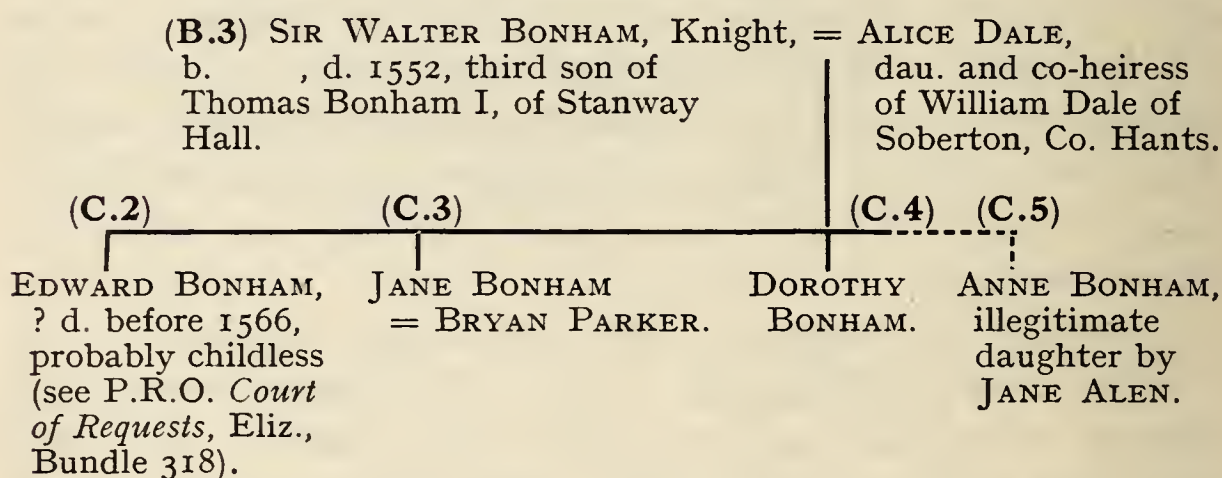 (B.3) SIR WALTER BONHAM, Knight, = ALICE DALE,
b. , d. 1552, third son of
Thomas Bonham I, of Stanway
Hall.
dau. and co-heiress
of William Dale of
Soberton, Co. Hants.
(C.2) (C.3) (C.4) (C.5)
EDWARD BONHAM,
? d. before 1566,
probably childless
(see P.R.O. Court
of Requests, Eliz.,
Bundle 318).
JANE BONHAM
= BRYAN PARKER.
DOROTHY
BONHAM.
ANNE BONHAM,
illegitimate
daughter by
JANE ALEN.